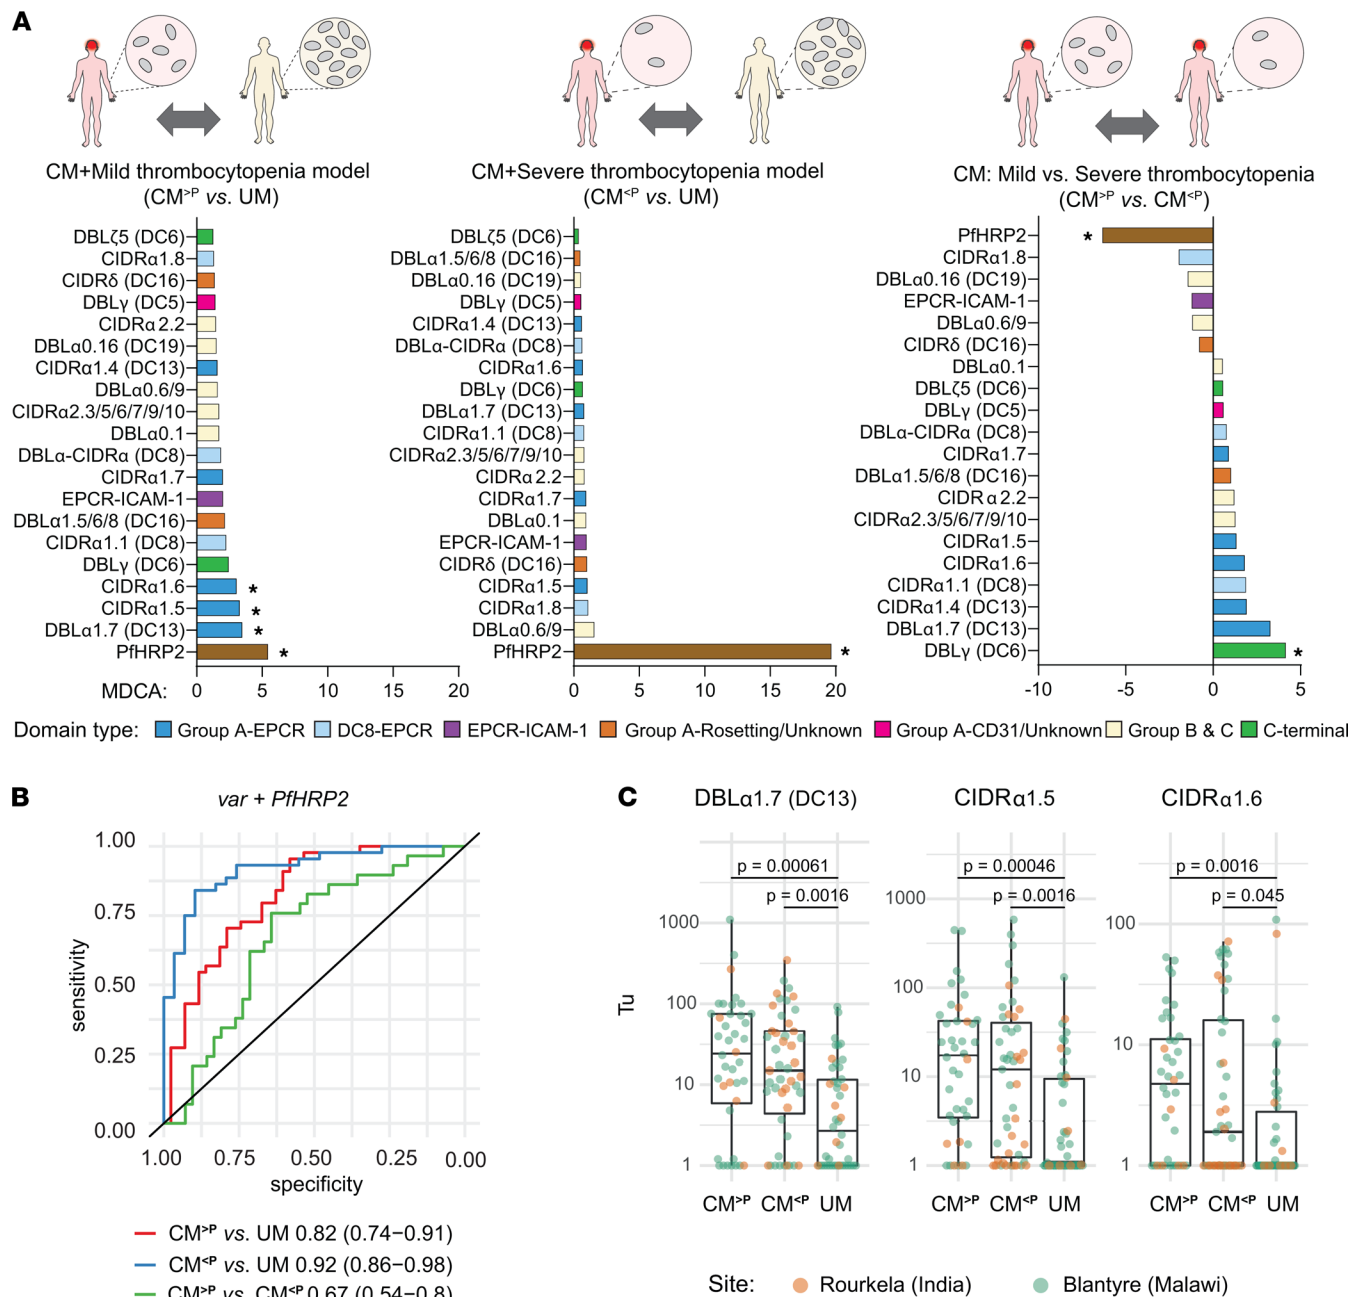 A
CM+Mild thrombocytopenia model
(CM>P vs. UM)
DBLζ5 (DC6)
CIDRα1.8
CIDRδ (DC16)
DBLγ (DC5)
CIDRα2.2
DBLα0.16 (DC19)
CIDRα1.4 (DC13)
DBLα0.6/9
CIDRα2.3/5/6/7/9/10
DBLα0.1
DBLα-CIDRα (DC8)
CIDRα1.7
EPCR-ICAM-1
DBLα1.5/6/8 (DC16)
CIDRα1.1 (DC8)
DBLγ (DC6)
CIDRα1.6 *
CIDRα1.5 *
DBLα1.7 (DC13) *
PfHRP2 *
MDCA: 0 5 10 15 20
CM+Severe thrombocytopenia model
(CM<P vs. UM)
DBLζ5 (DC6)
DBLα1.5/6/8 (DC16)
DBLα0.16 (DC19)
DBLγ (DC5)
CIDRα1.4 (DC13)
DBLα-CIDRα (DC8)
CIDRα1.6
DBLγ (DC6)
DBLα1.7 (DC13)
CIDRα1.1 (DC8)
CIDRα2.3/5/6/7/9/10
CIDRα2.2
CIDRα1.7
DBLα0.1
EPCR-ICAM-1
CIDRδ (DC16)
CIDRα1.5
CIDRα1.8
DBLα0.6/9
PfHRP2 *
0 5 10 15 20
CM: Mild vs. Severe thrombocytopenia
(CM>P vs. CM<P)
PfHRP2 *
CIDRα1.8
DBLα0.16 (DC19)
EPCR-ICAM-1
DBLα0.6/9
CIDRδ (DC16)
DBLα0.1
DBLζ5 (DC6)
DBLγ (DC5)
DBLα-CIDRα (DC8)
CIDRα1.7
DBLα1.5/6/8 (DC16)
CIDRα2.2
CIDRα2.3/5/6/7/9/10
CIDRα1.5
CIDRα1.6
CIDRα1.1 (DC8)
CIDRα1.4 (DC13)
DBLα1.7 (DC13)
DBLγ (DC6) *
-10 -5 0 5
Domain type: Group A-EPCR DC8-EPCR EPCR-ICAM-1 Group A-Rosetting/Unknown Group A-CD31/Unknown Group B & C C-terminal
B
var + PfHRP2
sensitivity
1.00
0.75
0.50
0.25
0.00
1.00 0.75 0.50 0.25 0.00
specificity
CM>P vs. UM 0.82 (0.74–0.91)
CM<P vs. UM 0.92 (0.86–0.98)
CM>P vs. CM<P 0.67 (0.54–0.8)
C
DBLα1.7 (DC13)
p = 0.00061
p = 0.0016
Tu
1000
100
10
1
CM>P CM<P UM
CIDRα1.5
p = 0.00046
p = 0.0016
1000
100
10
1
CM>P CM<P UM
CIDRα1.6
p = 0.0016
p = 0.045
100
10
1
CM>P CM<P UM
Site: Rourkela (India) Blantyre (Malawi)